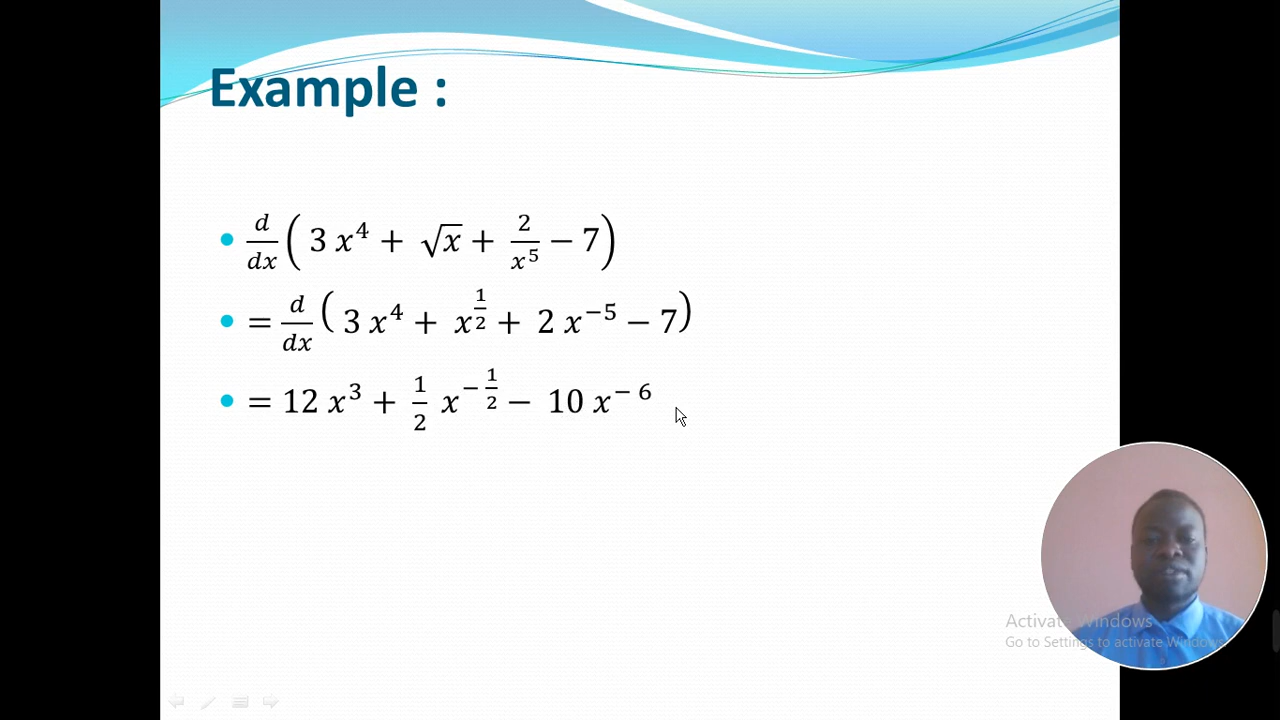 Example :
• d/dx ( 3 x⁴ + √x + 2/x⁵ − 7 )
• = d/dx ( 3 x⁴ + x^(1/2) + 2 x⁻⁵ − 7 )
• = 12 x³ + 1/2 x^(−1/2) − 10 x⁻⁶
Activate Windows
Go to Settings to activate Windows.